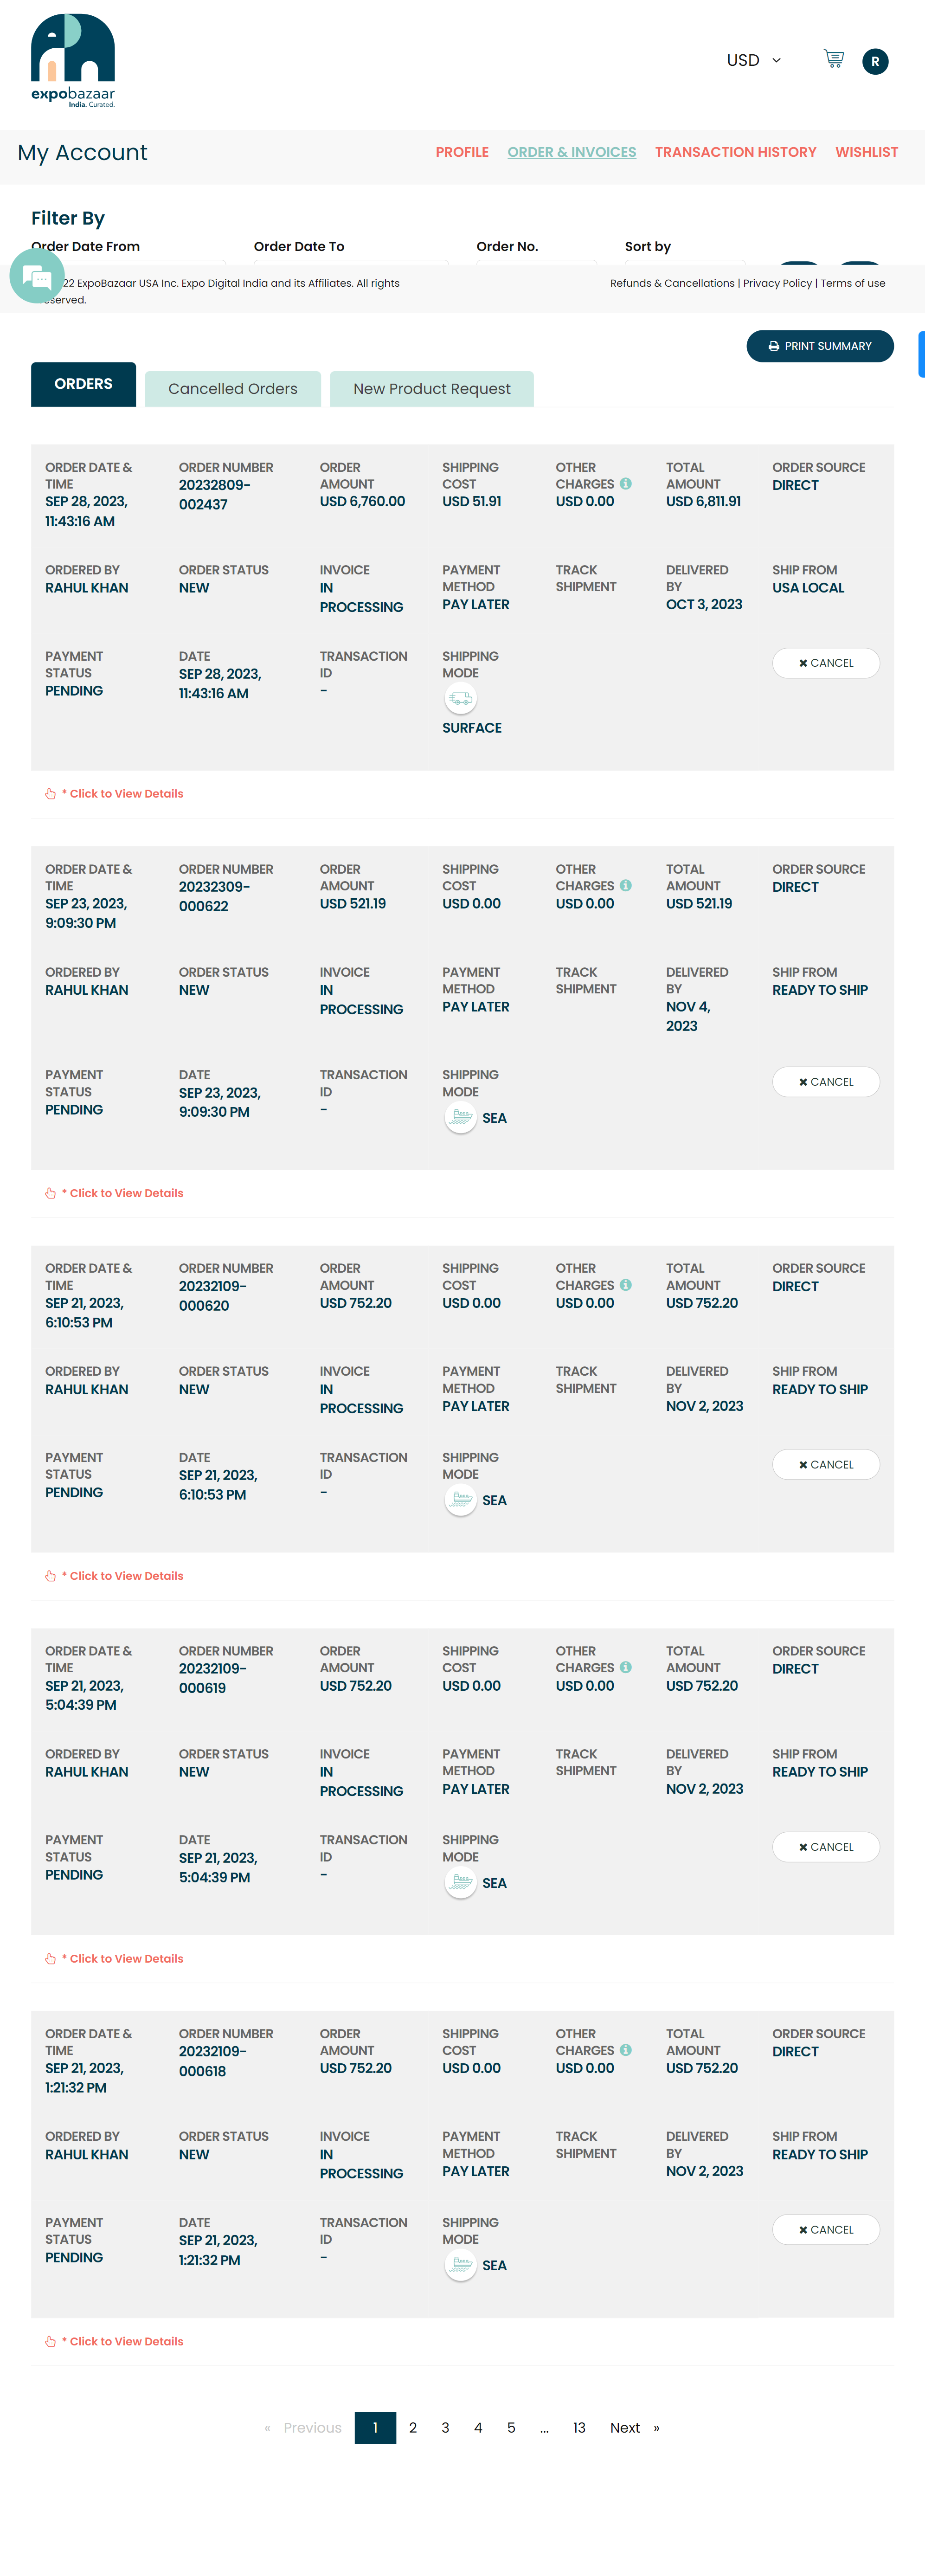 expobazaar
India. Curated.
USD
R
My Account
PROFILE ORDER & INVOICES TRANSACTION HISTORY WISHLIST
Filter By
Order Date From Order Date To Order No. Sort by
22 ExpoBazaar USA Inc. Expo Digital India and its Affiliates. All rights
served.
Refunds & Cancellations | Privacy Policy | Terms of use
PRINT SUMMARY
ORDERS Cancelled Orders New Product Request
ORDER DATE & ORDER NUMBER ORDER SHIPPING OTHER TOTAL ORDER SOURCE
TIME 20232809- AMOUNT COST CHARGES AMOUNT DIRECT
SEP 28, 2023, 002437 USD 6,760.00 USD 51.91 USD 0.00 USD 6,811.91
11:43:16 AM
ORDERED BY ORDER STATUS INVOICE PAYMENT TRACK DELIVERED SHIP FROM
RAHUL KHAN NEW IN METHOD SHIPMENT BY USA LOCAL
PROCESSING PAY LATER OCT 3, 2023
PAYMENT DATE TRANSACTION SHIPPING
STATUS SEP 28, 2023, ID MODE CANCEL
PENDING 11:43:16 AM -
SURFACE
* Click to View Details
ORDER DATE & ORDER NUMBER ORDER SHIPPING OTHER TOTAL ORDER SOURCE
TIME 20232309- AMOUNT COST CHARGES AMOUNT DIRECT
SEP 23, 2023, 000622 USD 521.19 USD 0.00 USD 0.00 USD 521.19
9:09:30 PM
ORDERED BY ORDER STATUS INVOICE PAYMENT TRACK DELIVERED SHIP FROM
RAHUL KHAN NEW IN METHOD SHIPMENT BY READY TO SHIP
PROCESSING PAY LATER NOV 4,
2023
PAYMENT DATE TRANSACTION SHIPPING
STATUS SEP 23, 2023, ID MODE CANCEL
PENDING 9:09:30 PM - SEA
* Click to View Details
ORDER DATE & ORDER NUMBER ORDER SHIPPING OTHER TOTAL ORDER SOURCE
TIME 20232109- AMOUNT COST CHARGES AMOUNT DIRECT
SEP 21, 2023, 000620 USD 752.20 USD 0.00 USD 0.00 USD 752.20
6:10:53 PM
ORDERED BY ORDER STATUS INVOICE PAYMENT TRACK DELIVERED SHIP FROM
RAHUL KHAN NEW IN METHOD SHIPMENT BY READY TO SHIP
PROCESSING PAY LATER NOV 2, 2023
PAYMENT DATE TRANSACTION SHIPPING
STATUS SEP 21, 2023, ID MODE CANCEL
PENDING 6:10:53 PM - SEA
* Click to View Details
ORDER DATE & ORDER NUMBER ORDER SHIPPING OTHER TOTAL ORDER SOURCE
TIME 20232109- AMOUNT COST CHARGES AMOUNT DIRECT
SEP 21, 2023, 000619 USD 752.20 USD 0.00 USD 0.00 USD 752.20
5:04:39 PM
ORDERED BY ORDER STATUS INVOICE PAYMENT TRACK DELIVERED SHIP FROM
RAHUL KHAN NEW IN METHOD SHIPMENT BY READY TO SHIP
PROCESSING PAY LATER NOV 2, 2023
PAYMENT DATE TRANSACTION SHIPPING
STATUS SEP 21, 2023, ID MODE CANCEL
PENDING 5:04:39 PM - SEA
* Click to View Details
ORDER DATE & ORDER NUMBER ORDER SHIPPING OTHER TOTAL ORDER SOURCE
TIME 20232109- AMOUNT COST CHARGES AMOUNT DIRECT
SEP 21, 2023, 000618 USD 752.20 USD 0.00 USD 0.00 USD 752.20
1:21:32 PM
ORDERED BY ORDER STATUS INVOICE PAYMENT TRACK DELIVERED SHIP FROM
RAHUL KHAN NEW IN METHOD SHIPMENT BY READY TO SHIP
PROCESSING PAY LATER NOV 2, 2023
PAYMENT DATE TRANSACTION SHIPPING
STATUS SEP 21, 2023, ID MODE CANCEL
PENDING 1:21:32 PM - SEA
* Click to View Details
« Previous 1 2 3 4 5 ... 13 Next »